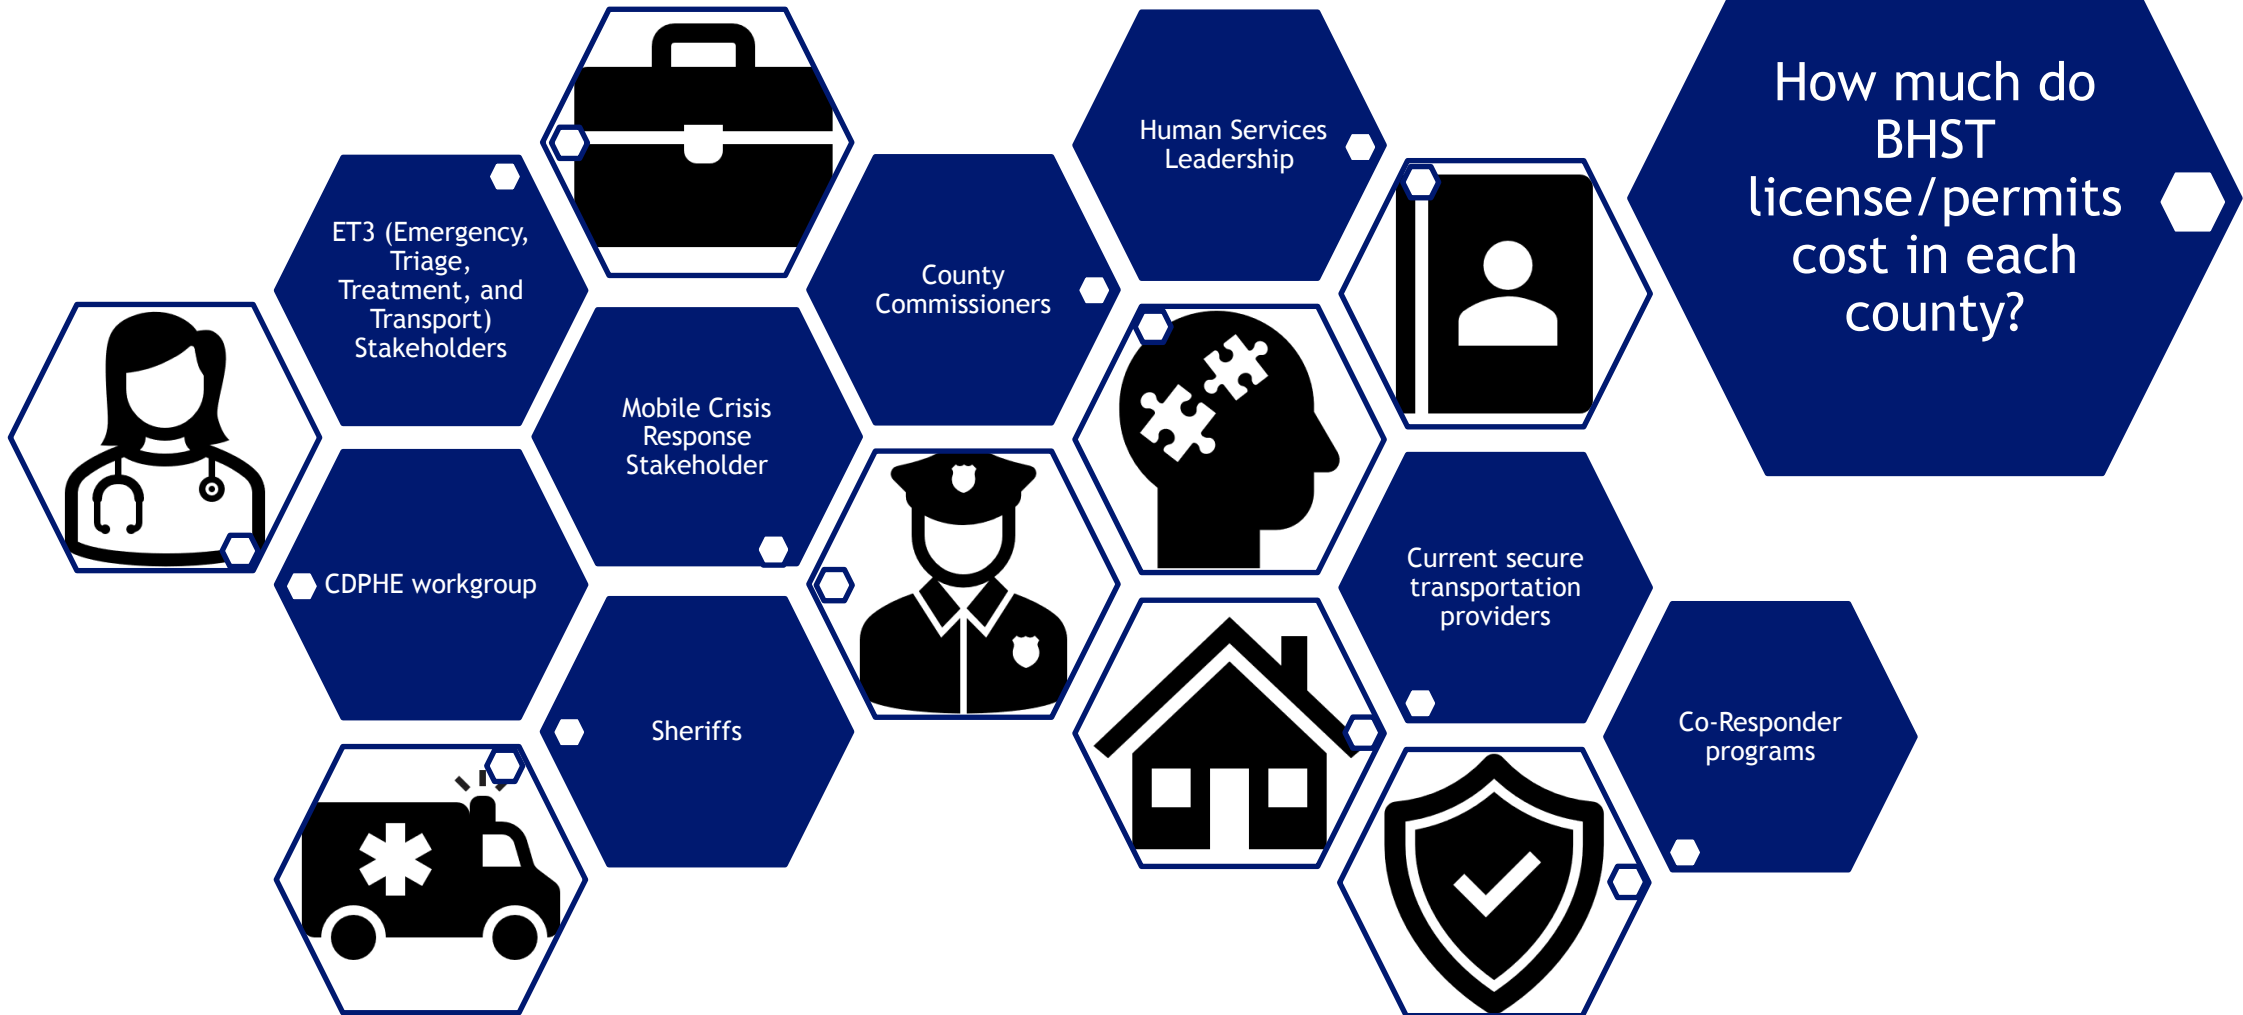 How much do
BHST
license/permits
cost in each
county?
Human Services
Leadership
ET3 (Emergency,
Triage,
Treatment, and
Transport)
Stakeholders
County
Commissioners
Mobile Crisis
Response
Stakeholder
CDPHE workgroup
Current secure
transportation
providers
Sheriffs
Co-Responder
programs